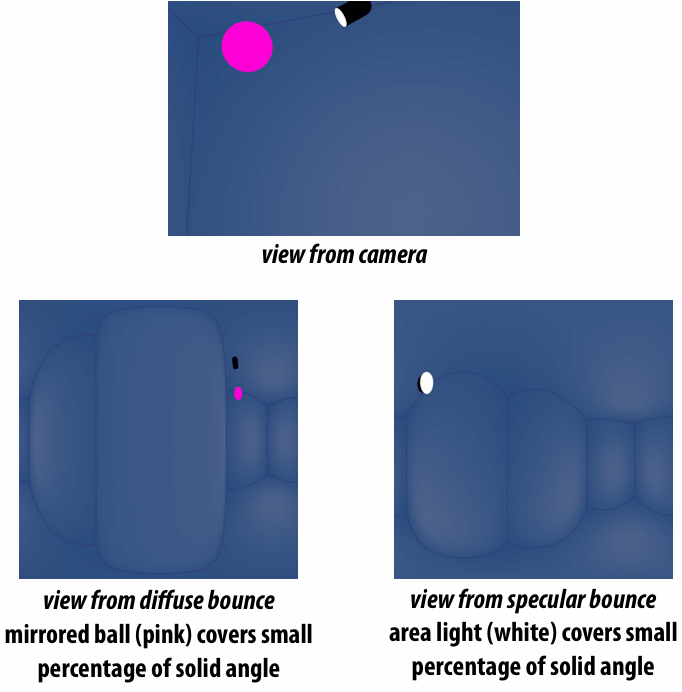 view from camera
view from diffuse bounce
mirrored ball (pink) covers small
percentage of solid angle
view from specular bounce
area light (white) covers small
percentage of solid angle